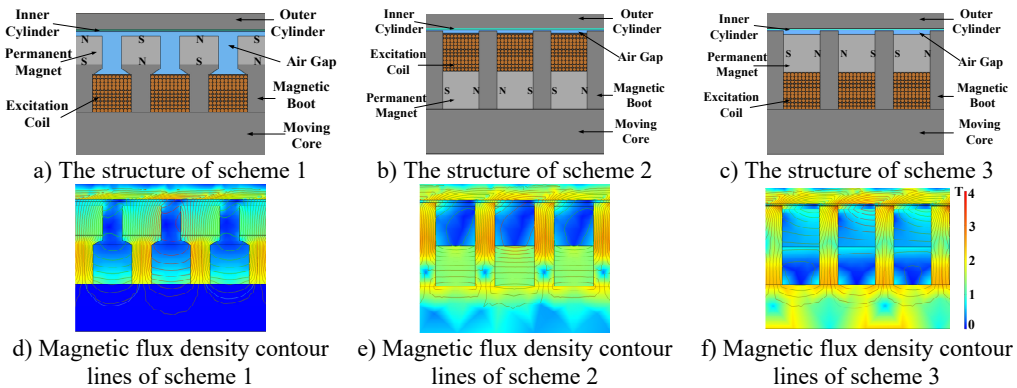 Inner Cylinder
Permanent Magnet
Excitation Coil
N S N S
S N S N
Outer Cylinder
Air Gap
Magnetic Boot
Moving Core
a) The structure of scheme 1
Inner Cylinder
Excitation Coil
Permanent Magnet
S N N S S N
Outer Cylinder
Air Gap
Magnetic Boot
Moving Core
b) The structure of scheme 2
Inner Cylinder
Permanent Magnet
Excitation Coil
S N N S S N
Outer Cylinder
Air Gap
Magnetic Boot
Moving Core
c) The structure of scheme 3
T 4
3
2
1
0
d) Magnetic flux density contour
lines of scheme 1
e) Magnetic flux density contour
lines of scheme 2
f) Magnetic flux density contour
lines of scheme 3